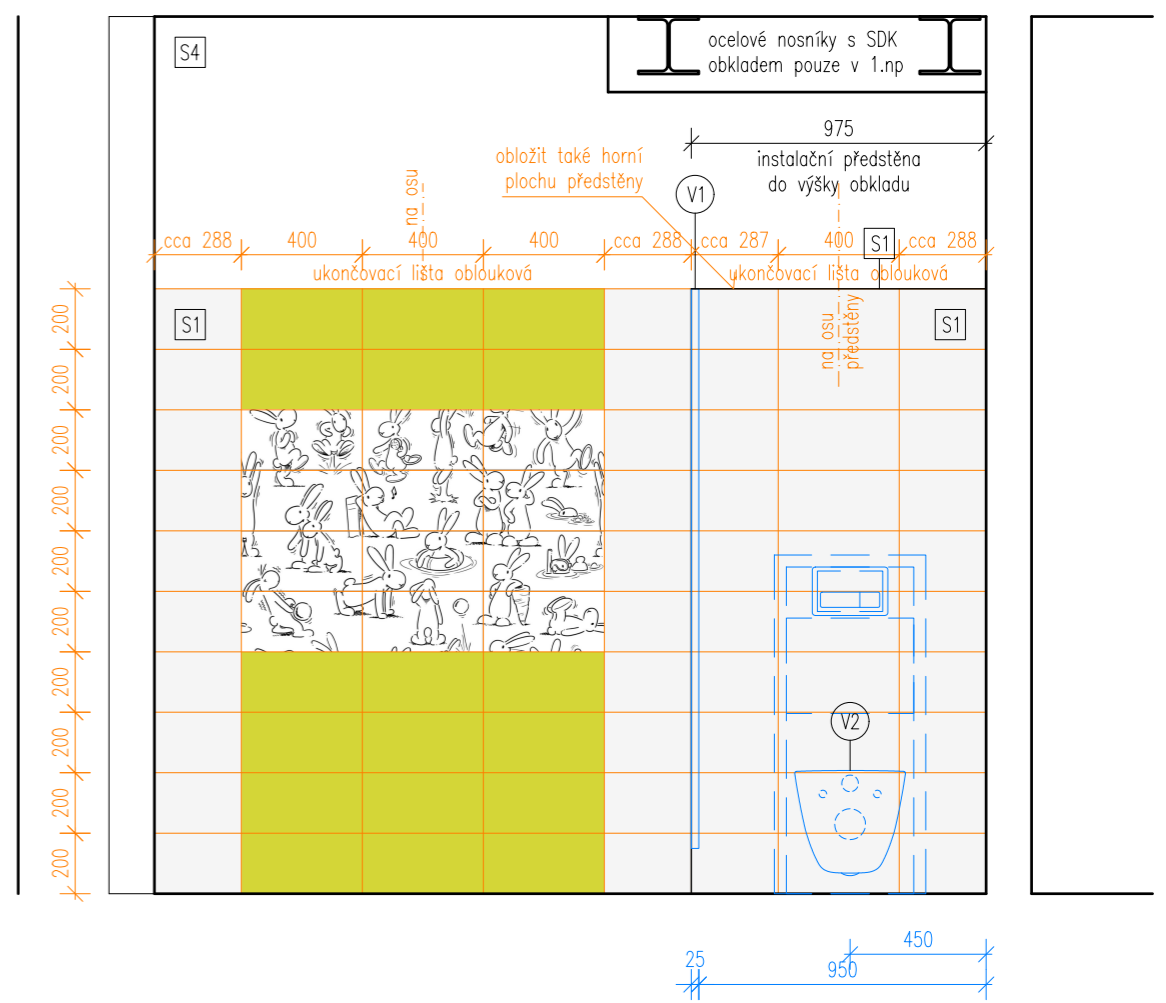 S4
ocelové nosníky s SDK
obkladem pouze v 1.np
975
instalační předstěna
do výšky obkladu
obložit také horní
plochu předstěny
na osu
V1
cca 288
400
400
400
cca 288
cca 287
400
S1
cca 288
ukončovací lišta oblouková
ukončovací lišta oblouková
200
S1
na osu
předstěny
S1
200
200
200
200
200
200
200
200
200
V2
450
25
950